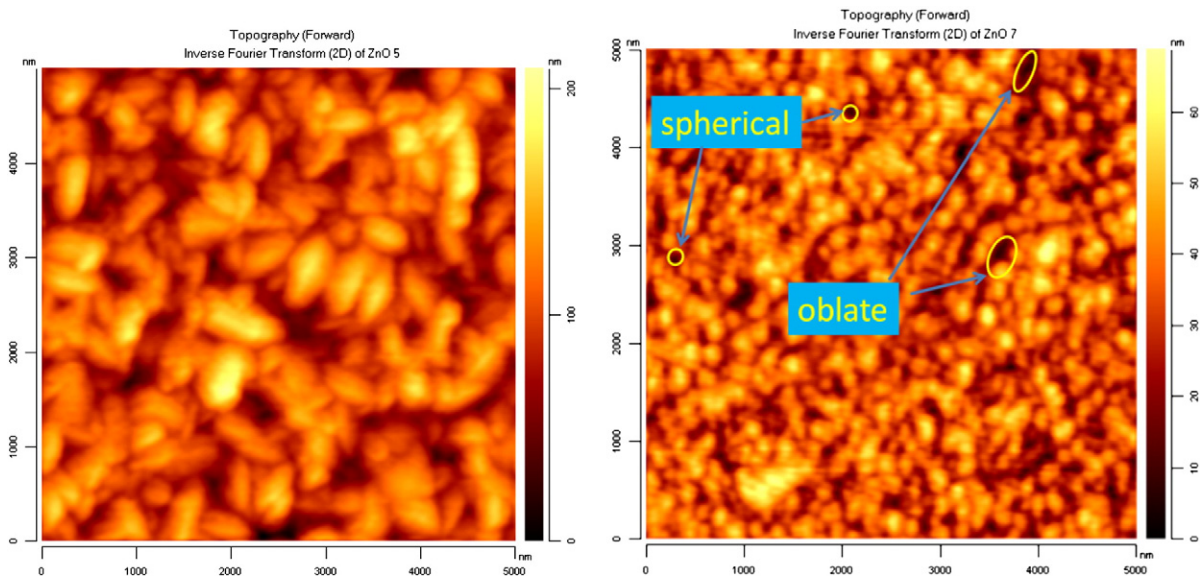 Topography (Forward)
Inverse Fourier Transform (2D) of ZnO 5
nm
nm
200
100
0
4000
3000
2000
1000
0
0 1000 2000 3000 4000 5000
nm
Topography (Forward)
Inverse Fourier Transform (2D) of ZnO 7
nm
nm
5000
4000
3000
2000
1000
0
60
50
40
30
20
10
0
spherical
oblate
nm
0 1000 2000 3000 4000 5000